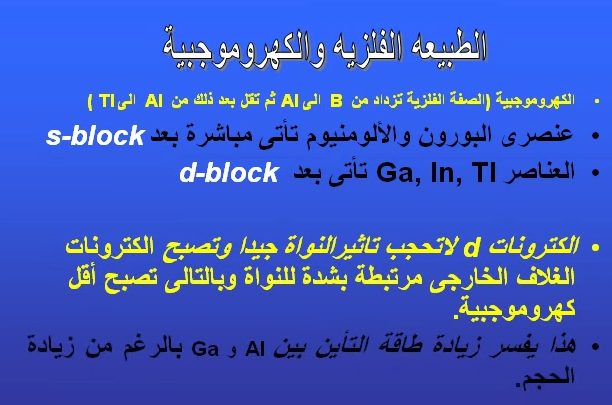 الطبيعه الفلزيه والكهروموجبية
• الكهروموجبية (الصفة الفلزية تزداد من B الى Al ثم تقل بعد ذلك من Al الى Tl )
• عنصرى البورون والألومنيوم تأتى مباشرة بعد s-block
• العناصر Ga, In, Tl تأتى بعد d-block
• الكترونات d لاتحجب تاثيرالنواة جيدا وتصبح الكترونات
الغلاف الخارجى مرتبطة بشدة للنواة وبالتالى تصبح أقل
كهروموجبية.
• هذا يفسر زيادة طاقة التأين بين Al و Ga بالرغم من زيادة
الحجم.